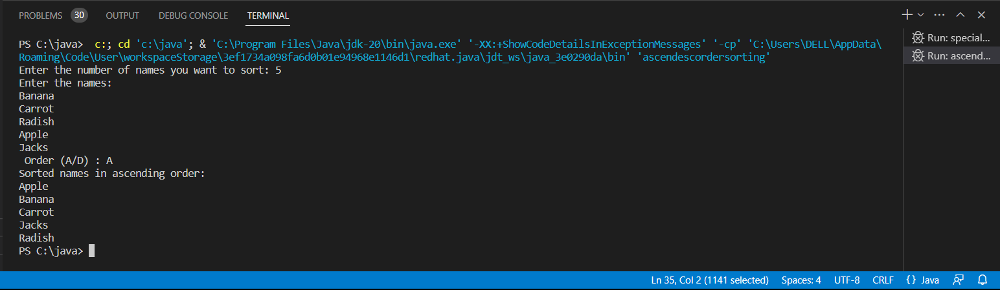 PROBLEMS 30 OUTPUT DEBUG CONSOLE TERMINAL
PS C:\java>  c:; cd 'c:\java'; & 'C:\Program Files\Java\jdk-20\bin\java.exe' '-XX:+ShowCodeDetailsInExceptionMessages' '-cp' 'C:\Users\DELL\AppData\
Roaming\Code\User\workspaceStorage\3ef1734a098fa6d0b01e94968e1146d1\redhat.java\jdt_ws\java_3e0290da\bin' 'ascendescordersorting'
Enter the number of names you want to sort: 5
Enter the names:
Banana
Carrot
Radish
Apple
Jacks
 Order (A/D) : A
Sorted names in ascending order:
Apple
Banana
Carrot
Jacks
Radish
PS C:\java>
Run: special...
Run: ascend...
Ln 35, Col 2 (1141 selected) Spaces: 4 UTF-8 CRLF {} Java